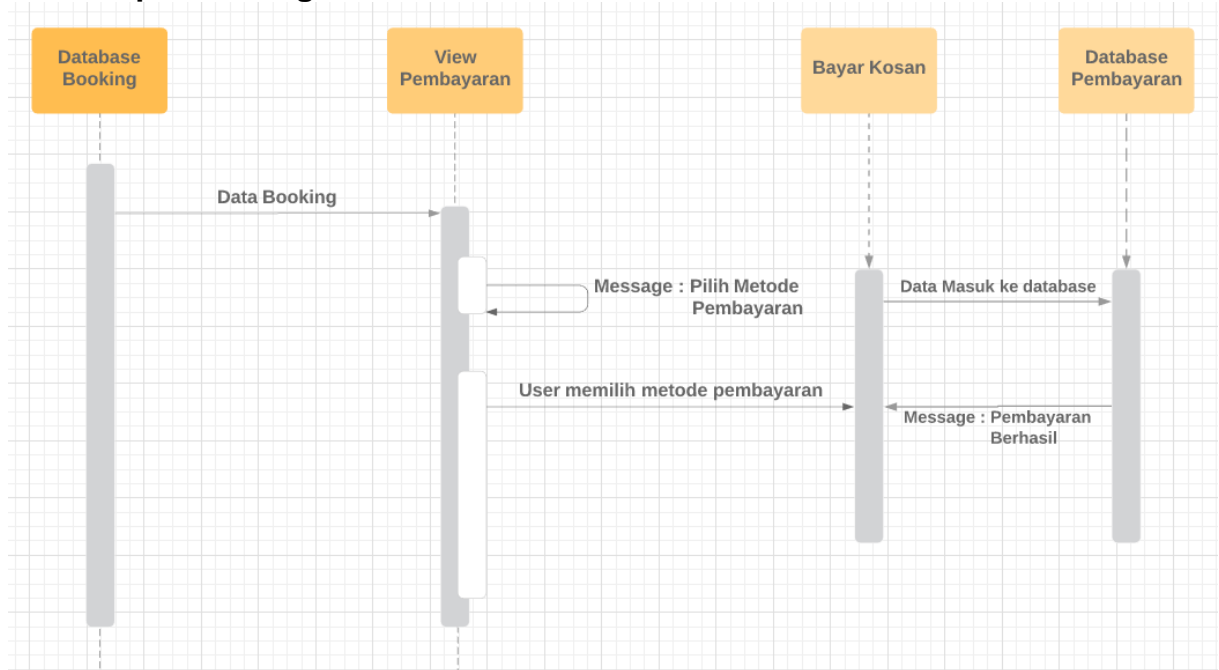 Database
Booking
View
Pembayaran
Bayar Kosan
Database
Pembayaran
Data Booking
Message : Pilih Metode
Pembayaran
Data Masuk ke database
User memilih metode pembayaran
Message : Pembayaran
Berhasil